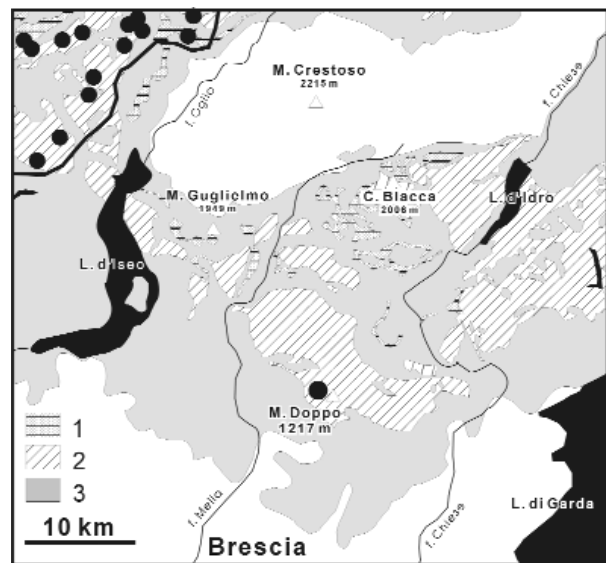 M. Crestoso
2215 m
f. Chiese
f. Oglio
M. Guglielmo
1949 m
C. Blacca
2006 m
L. d'Idro
L. d'Iseo
M. Doppo
1217 m
1
2
3
10 km
f. Mella
Brescia
f. Chiese
L. di Garda